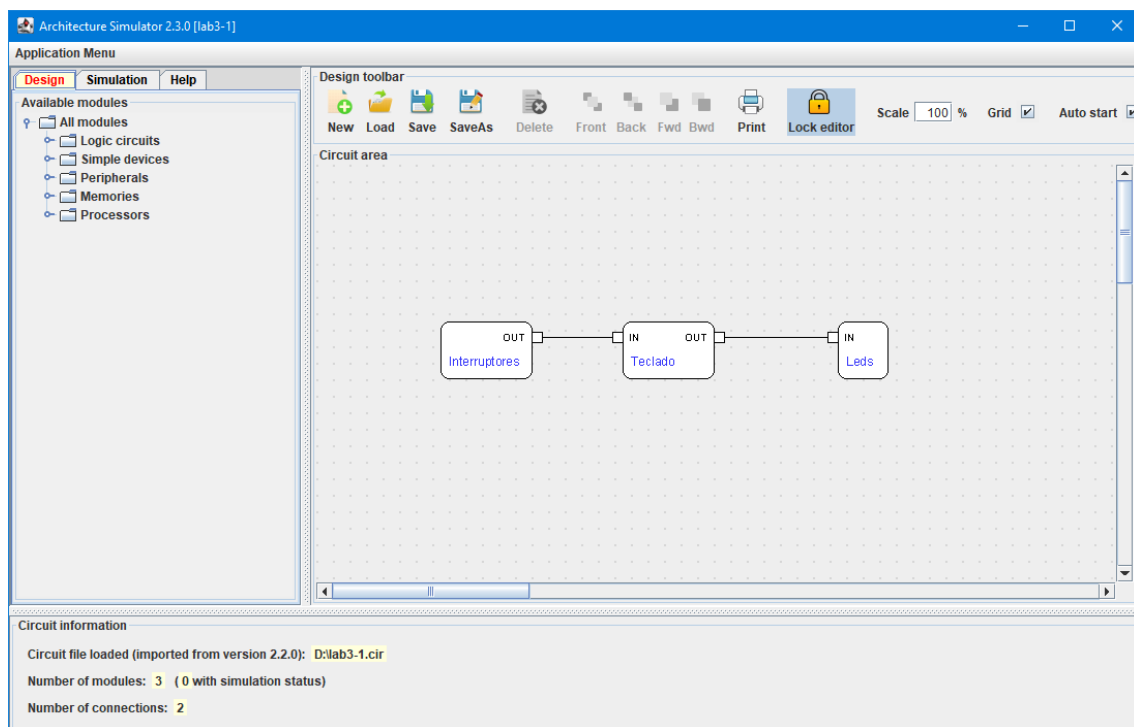 Architecture Simulator 2.3.0 [lab3-1]
Application Menu
Design Simulation Help
Available modules
All modules
Logic circuits
Simple devices
Peripherals
Memories
Processors
Design toolbar
New Load Save SaveAs Delete Front Back Fwd Bwd Print Lock editor Scale 100 % Grid Auto start
Circuit area
OUT IN OUT IN
Interruptores Teclado Leds
Circuit information
Circuit file loaded (imported from version 2.2.0): D:\lab3-1.cir
Number of modules: 3 ( 0 with simulation status)
Number of connections: 2